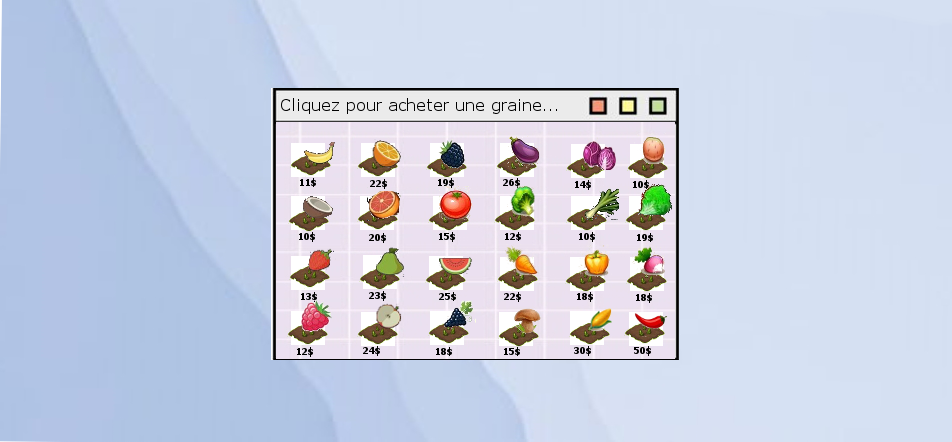 Cliquez pour acheter une graine...
11$ 22$ 19$ 26$ 14$ 10$
10$ 20$ 15$ 12$ 10$ 19$
13$ 23$ 25$ 22$ 18$ 18$
12$ 24$ 18$ 15$ 30$ 50$